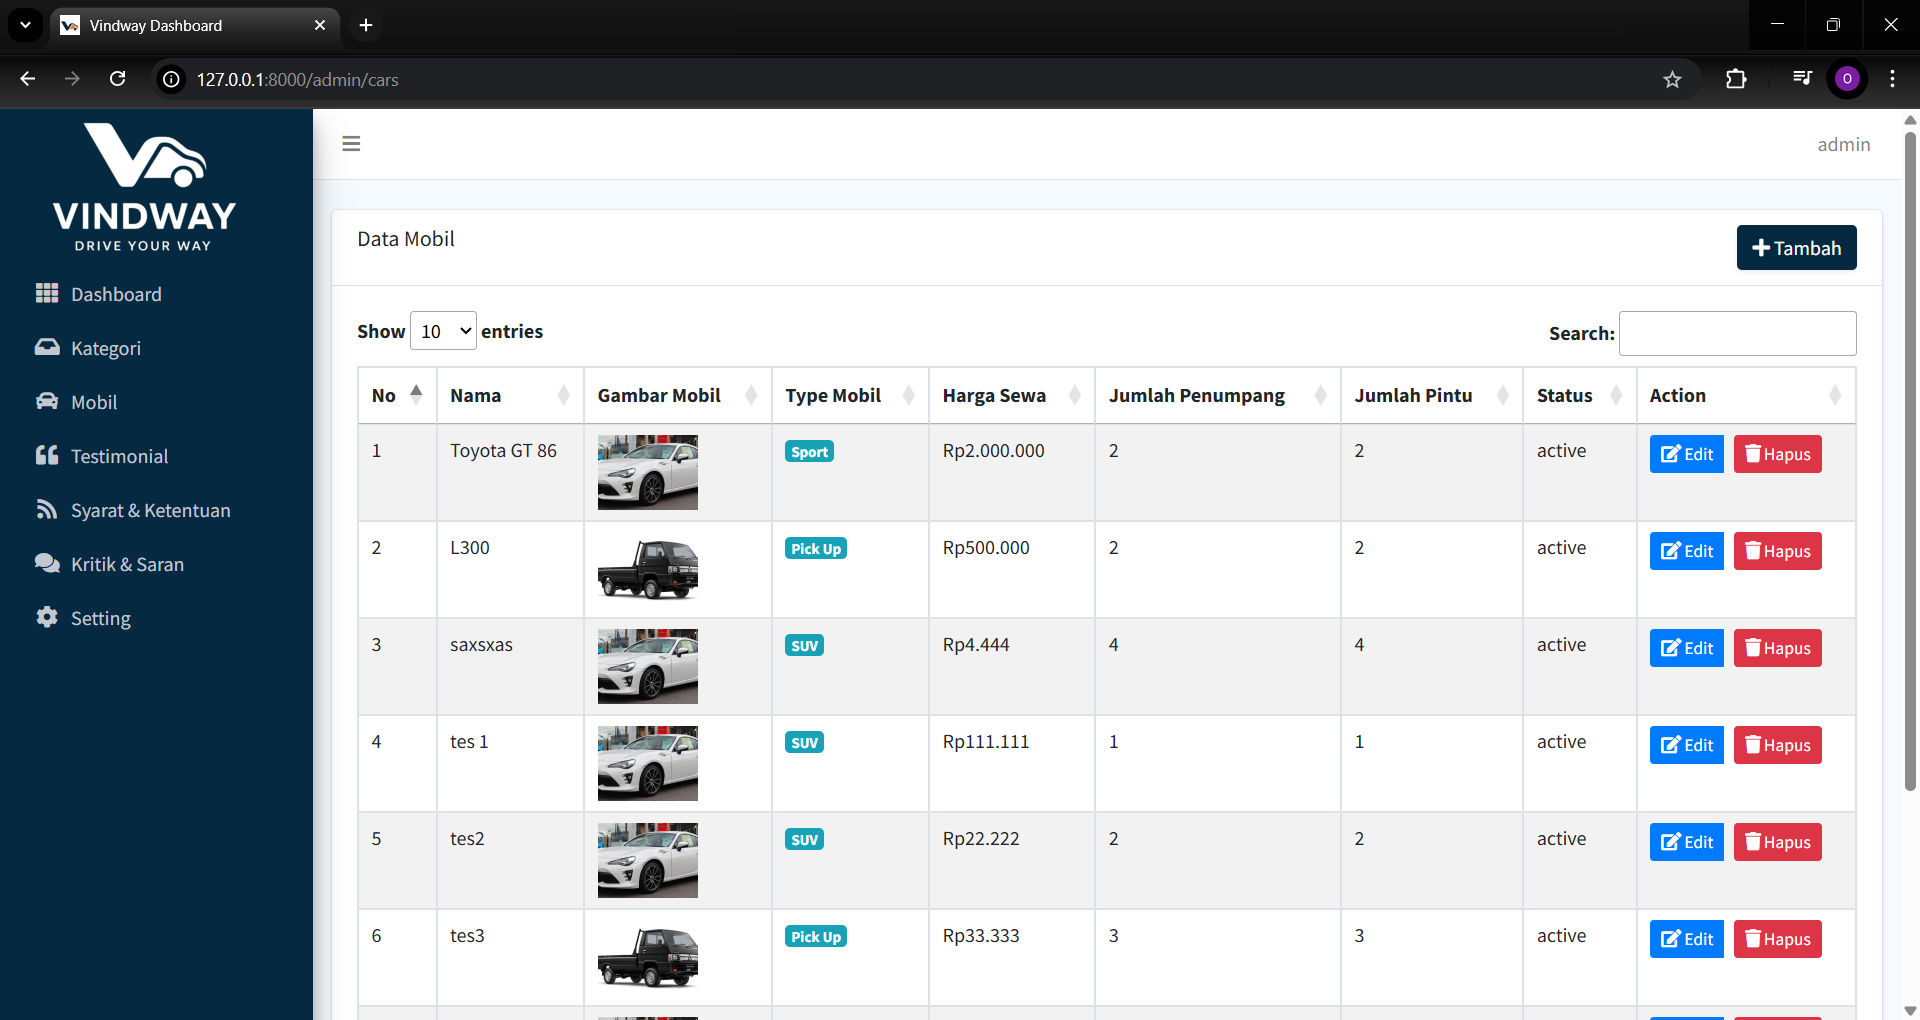 Vindway Dashboard
127.0.0.1:8000/admin/cars
O
VINDWAY
DRIVE YOUR WAY
Dashboard
Kategori
Mobil
Testimonial
Syarat & Ketentuan
Kritik & Saran
Setting
admin
Data Mobil
Tambah
Show 10 entries
Search:
No Nama Gambar Mobil Type Mobil Harga Sewa Jumlah Penumpang Jumlah Pintu Status Action
1 Toyota GT 86 Sport Rp2.000.000 2 2 active Edit Hapus
2 L300 Pick Up Rp500.000 2 2 active Edit Hapus
3 saxsxas SUV Rp4.444 4 4 active Edit Hapus
4 tes 1 SUV Rp111.111 1 1 active Edit Hapus
5 tes2 SUV Rp22.222 2 2 active Edit Hapus
6 tes3 Pick Up Rp33.333 3 3 active Edit Hapus